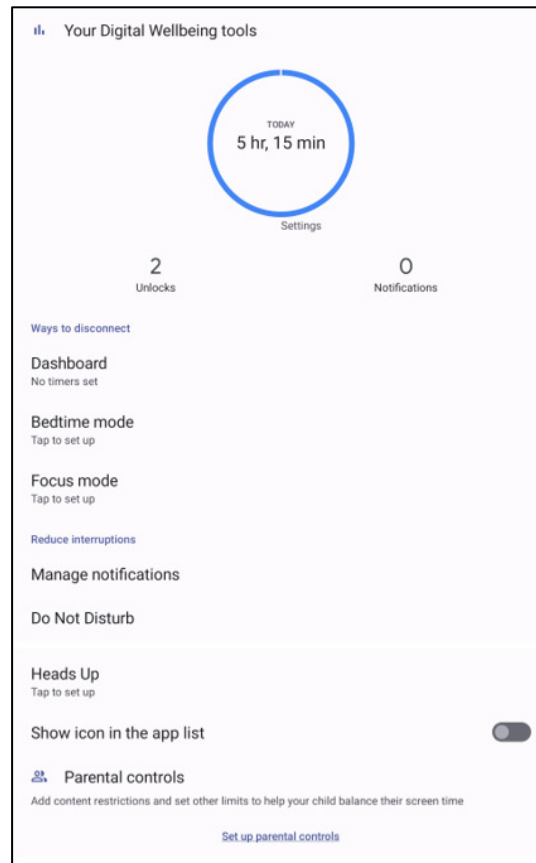 Your Digital Wellbeing tools
TODAY
5 hr, 15 min
Settings
2
Unlocks
0
Notifications
Ways to disconnect
Dashboard
No timers set
Bedtime mode
Tap to set up
Focus mode
Tap to set up
Reduce interruptions
Manage notifications
Do Not Disturb
Heads Up
Tap to set up
Show icon in the app list
Parental controls
Add content restrictions and set other limits to help your child balance their screen time
Set up parental controls